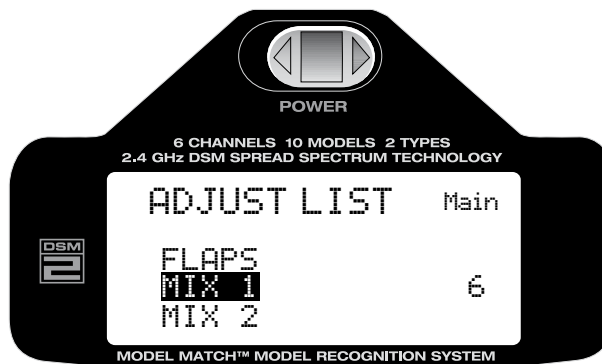 POWER
6 CHANNELS 10 MODELS 2 TYPES
2.4 GHz DSM SPREAD SPECTRUM TECHNOLOGY
ADJUST LIST Main
DSM
2
FLAPS
MIX 1 6
MIX 2
MODEL MATCH™ MODEL RECOGNITION SYSTEM